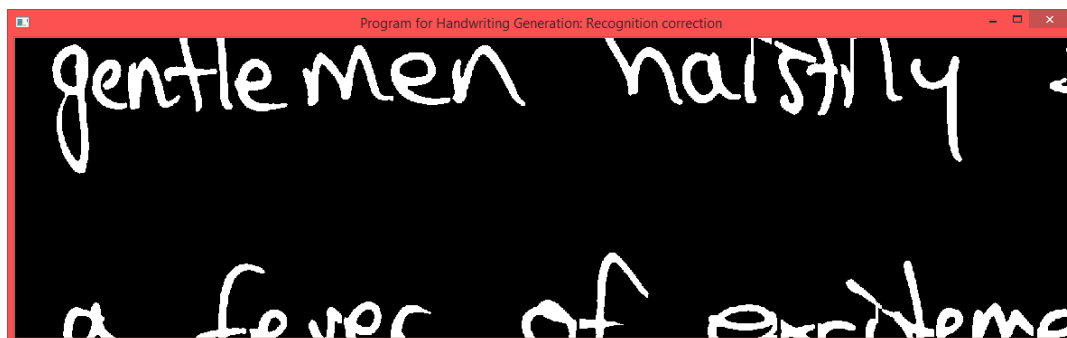 Program for Handwriting Generation: Recognition correction
gentlemen haistily
a fever of